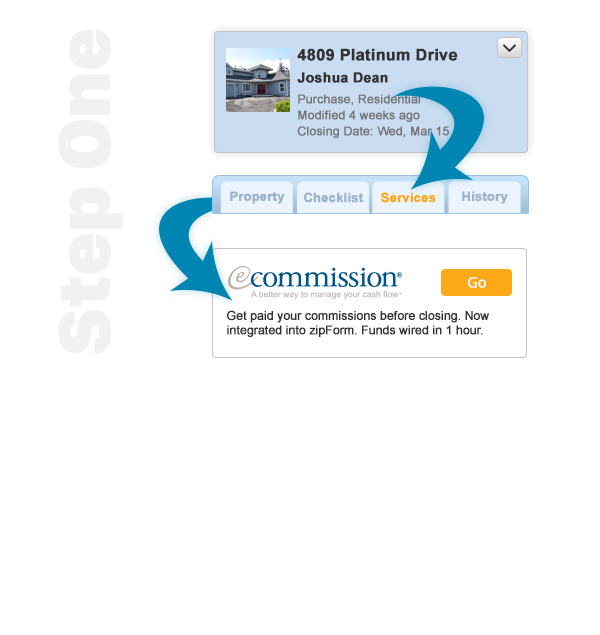 Step One
4809 Platinum Drive
Joshua Dean
Purchase, Residential
Modified 4 weeks ago
Closing Date: Wed, Mar 15
Property
Checklist
Services
History
ecommission®
A better way to manage your cash flow™
Go
Get paid your commissions before closing. Now
integrated into zipForm. Funds wired in 1 hour.